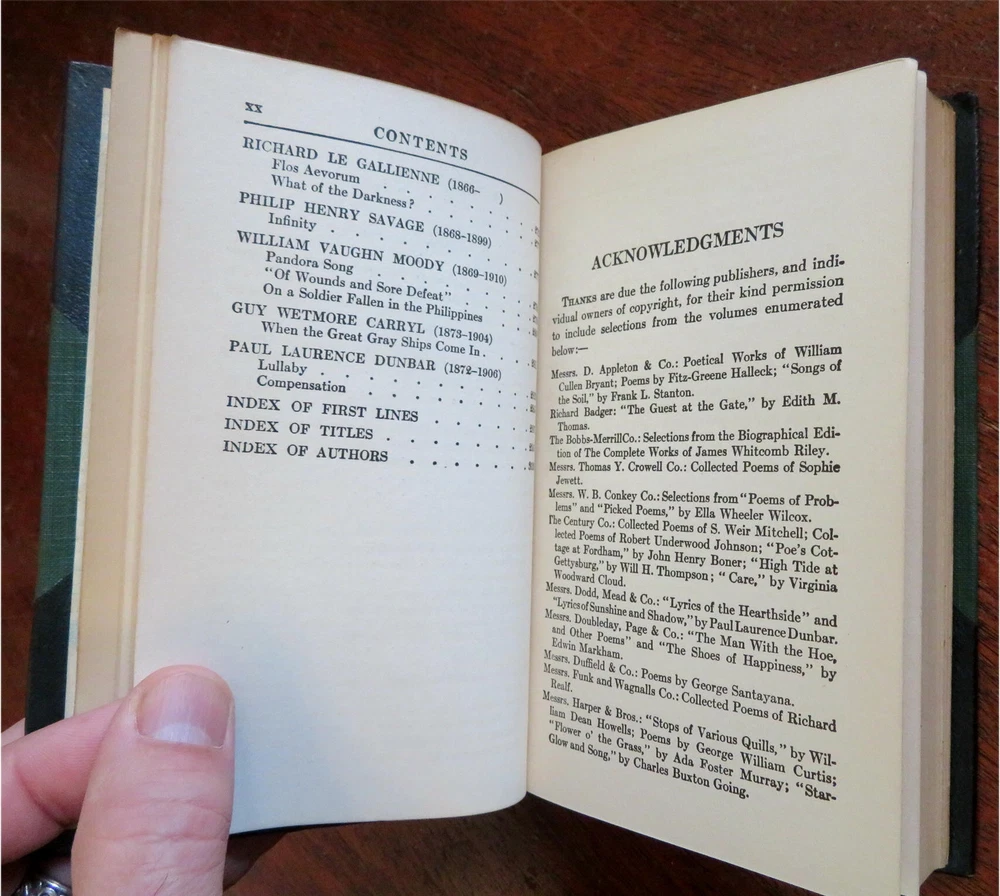 xx
CONTENTS
RICHARD LE GALLIENNE (1866– )
Flos Aevorum . . . . . . .
What of the Darkness? . . . . . .
PHILIP HENRY SAVAGE (1868–1899)
Infinity . . . . . . . .
WILLIAM VAUGHN MOODY (1869–1910)
Pandora Song . . . . . . .
"Of Wounds and Sore Defeat" . . . .
On a Soldier Fallen in the Philippines . . .
GUY WETMORE CARRYL (1873–1904)
When the Great Gray Ships Come In . . . .
PAUL LAURENCE DUNBAR (1872–1906)
Lullaby . . . . . . . .
Compensation . . . . . . .
INDEX OF FIRST LINES . . . . .
INDEX OF TITLES . . . . . . .
INDEX OF AUTHORS . . . . . .
ACKNOWLEDGMENTS
THANKS are due the following publishers, and indi-
vidual owners of copyright, for their kind permission
to include selections from the volumes enumerated
below:—
Messrs. D. Appleton & Co.: Poetical Works of William
Cullen Bryant; Poems by Fitz-Greene Halleck; "Songs of
the Soil," by Frank L. Stanton.
Richard Badger: "The Guest at the Gate," by Edith M.
Thomas.
The Bobbs-Merrill Co.: Selections from the Biographical Edi-
tion of The Complete Works of James Whitcomb Riley.
Messrs. Thomas Y. Crowell Co.: Collected Poems of Sophie
Jewett.
Messrs. W. B. Conkey Co.: Selections from "Poems of Prob-
lems" and "Picked Poems," by Ella Wheeler Wilcox.
The Century Co.: Collected Poems of S. Weir Mitchell; Col-
lected Poems of Robert Underwood Johnson; "Poe's Cot-
tage at Fordham," by John Henry Boner; "High Tide at
Gettysburg," by Will H. Thompson; "Care," by Virginia
Woodward Cloud.
Messrs. Dodd, Mead & Co.: "Lyrics of the Hearthside" and
"Lyrics of Sunshine and Shadow," by Paul Laurence Dunbar.
Messrs. Doubleday, Page & Co.: "The Man With the Hoe,
and Other Poems" and "The Shoes of Happiness," by
Edwin Markham.
Messrs. Duffield & Co.: Poems by George Santayana.
Messrs. Funk and Wagnalls Co.: Collected Poems of Richard
Realf.
Messrs. Harper & Bros.: "Stops of Various Quills," by Wil-
liam Dean Howells; Poems by George William Curtis;
"Flower o' the Grass," by Ada Foster Murray; "Star-
Glow and Song," by Charles Buxton Going.